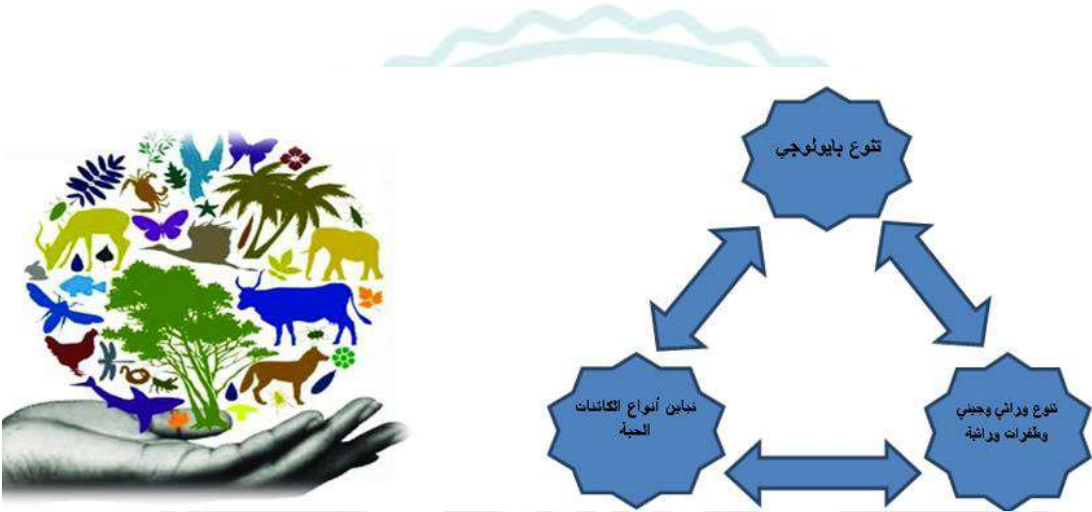 تنوع بايولوجي
تباين أنواع الكائنات
الحية
تنوع وراثي وجيني
وطفرات وراثية